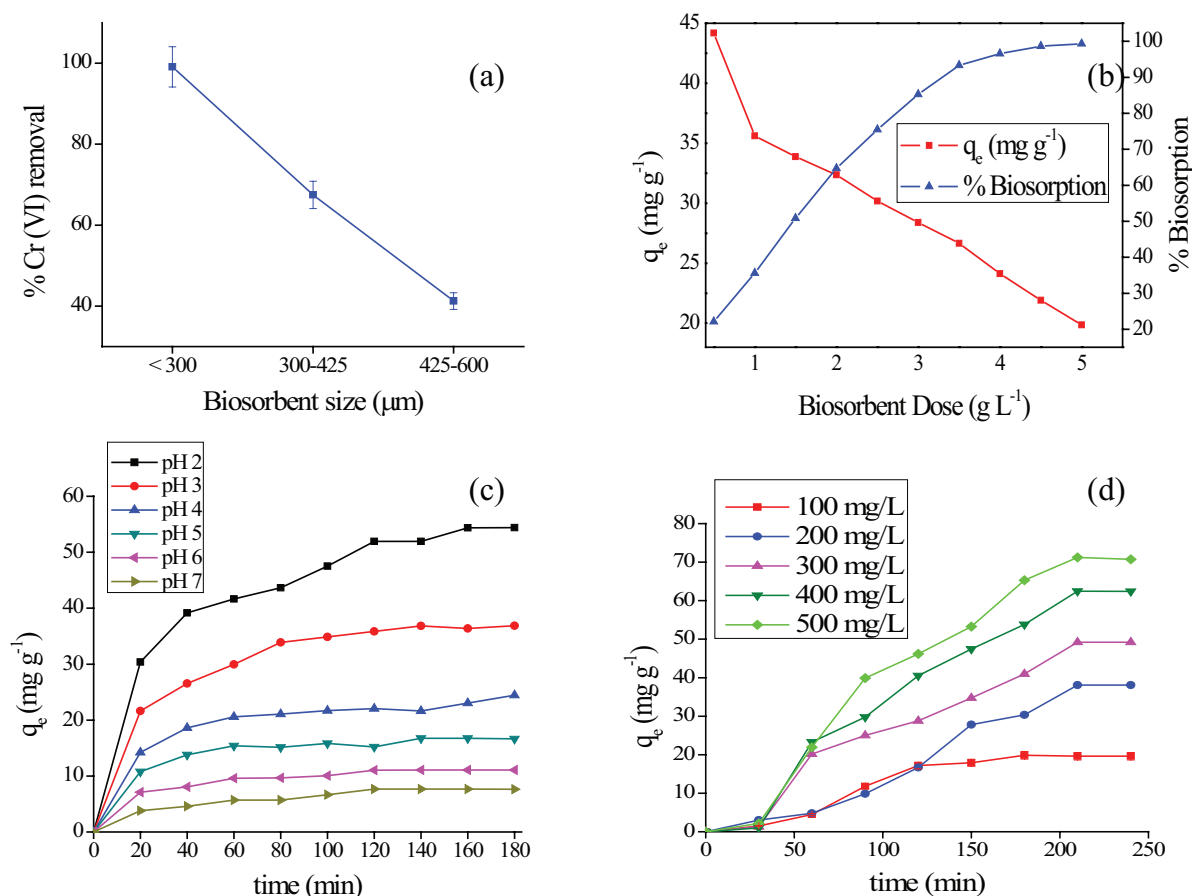 (a)
% Cr (VI) removal
100
80
60
40
< 300
300-425
425-600
Biosorbent size (μm)
(b)
q_e (mg g⁻¹)
45
40
35
30
25
20
q_e (mg g⁻¹)
% Biosorption
100
90
80
70
60
50
40
30
20
% Biosorption
1
2
3
4
5
Biosorbent Dose (g L⁻¹)
pH 2
pH 3
pH 4
pH 5
pH 6
pH 7
(c)
q_e (mg g⁻¹)
60
50
40
30
20
10
0
0 20 40 60 80 100 120 140 160 180
time (min)
100 mg/L
200 mg/L
300 mg/L
400 mg/L
500 mg/L
(d)
q_e (mg g⁻¹)
80
70
60
50
40
30
20
10
0
0 50 100 150 200 250
time (min)